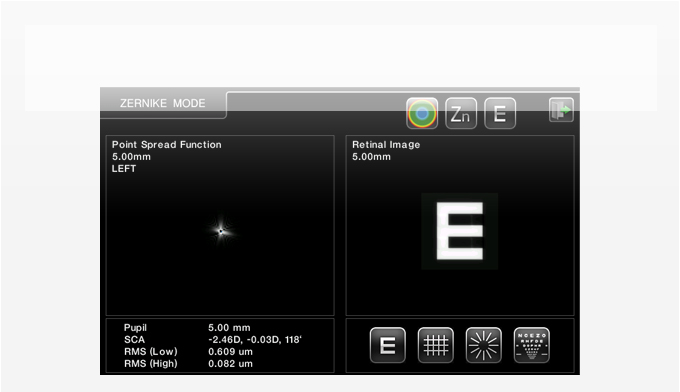 ZERNIKE MODE
Zn
E
Point Spread Function
5.00mm
LEFT
Retinal Image
5.00mm
E
Pupil 5.00 mm
SCA -2.46D, -0.03D, 118'
RMS (Low) 0.609 um
RMS (High) 0.082 um
E